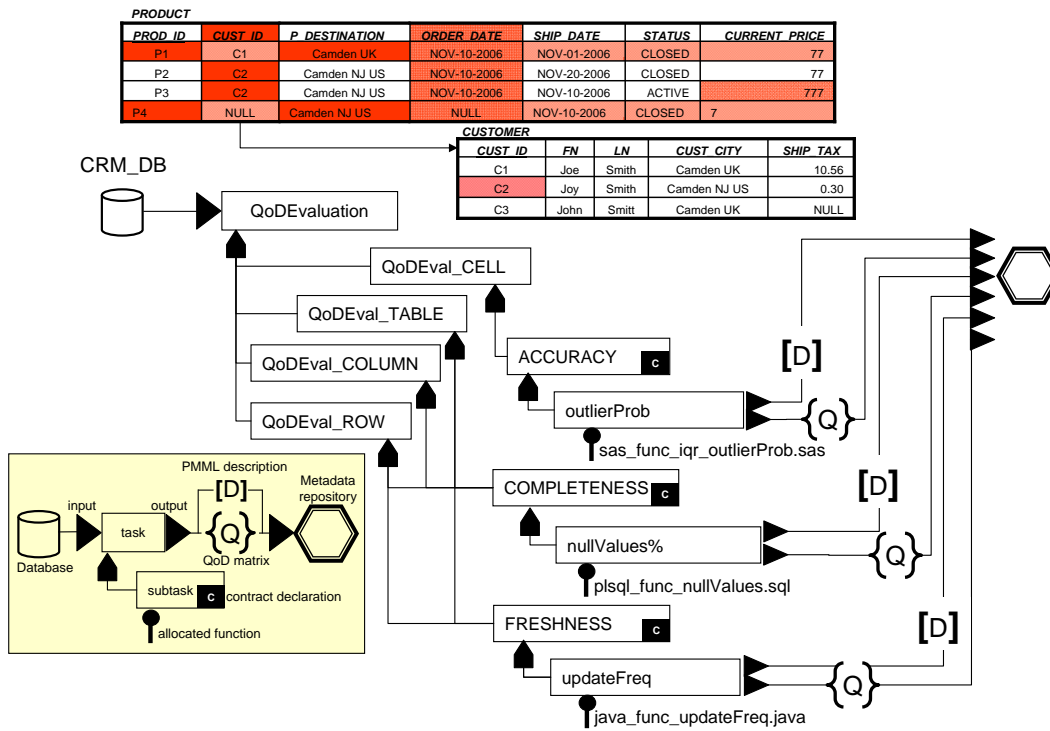 PRODUCT
PROD_ID CUST_ID P_DESTINATION ORDER_DATE SHIP_DATE STATUS CURRENT_PRICE
P1 C1 Camden UK NOV-10-2006 NOV-01-2006 CLOSED 77
P2 C2 Camden NJ US NOV-10-2006 NOV-20-2006 CLOSED 77
P3 C2 Camden NJ US NOV-10-2006 NOV-10-2006 ACTIVE 777
P4 NULL Camden NJ US NULL NOV-10-2006 CLOSED 7
CUSTOMER
CUST_ID FN LN CUST_CITY SHIP_TAX
C1 Joe Smith Camden UK 10.56
C2 Joy Smith Camden NJ US 0.30
C3 John Smitt Camden UK NULL
CRM_DB
QoDEvaluation
QoDEval_CELL
QoDEval_TABLE
QoDEval_COLUMN
QoDEval_ROW
ACCURACY C
outlierProb
sas_func_iqr_outlierProb.sas
[D]
{Q}
COMPLETENESS C
nullValues%
plsql_func_nullValues.sql
[D]
{Q}
FRESHNESS C
updateFreq
java_func_updateFreq.java
[D]
{Q}
PMML description
[D]
Metadata
repository
input
output
task
{Q}
Database
QoD matrix
subtask C contract declaration
allocated function